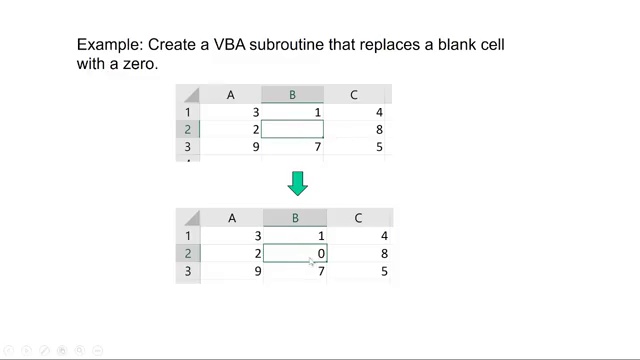 Example: Create a VBA subroutine that replaces a blank cell
with a zero.
A B C
1 3 1 4
2 2 8
3 9 7 5
A B C
1 3 1 4
2 2 0 8
3 9 7 5